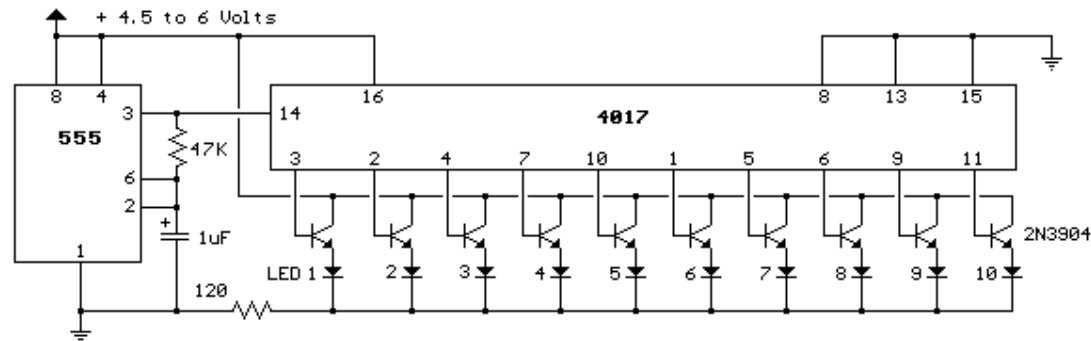 + 4.5 to 6 Volts
8 4 16 8 13 15
3 14 4017
555
47K
3 2 4 7 10 1 5 6 9 11
6
2
+
1uF
2N3904
1
LED 1 2 3 4 5 6 7 8 9 10
120